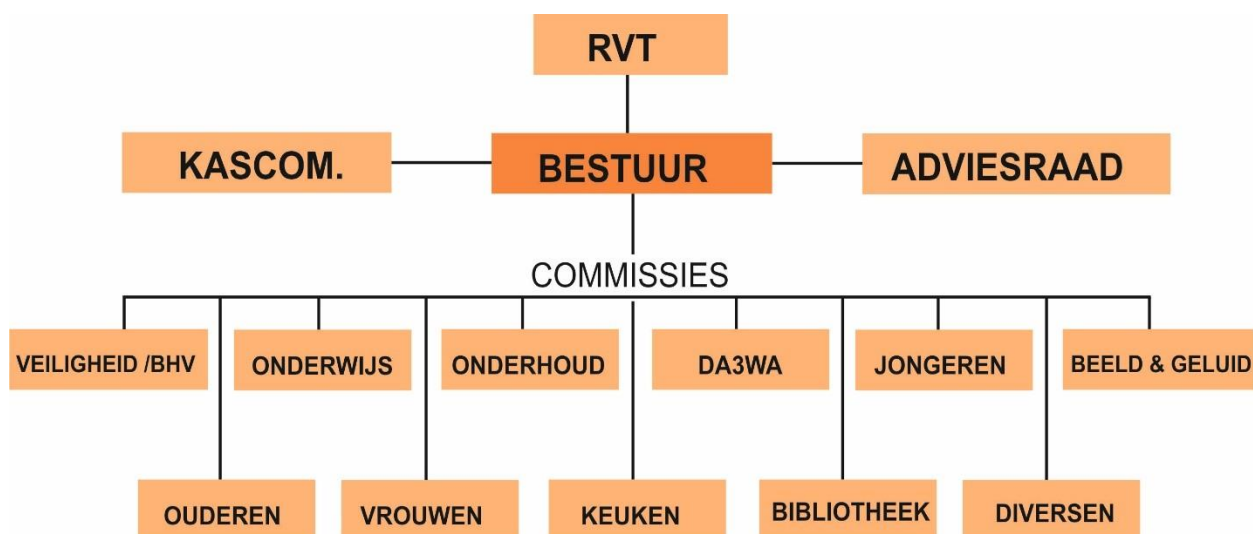 RVT
KASCOM.
BESTUUR
ADVIESRAAD
COMMISSIES
VEILIGHEID /BHV
ONDERWIJS
ONDERHOUD
DA3WA
JONGEREN
BEELD & GELUID
OUDEREN
VROUWEN
KEUKEN
BIBLIOTHEEK
DIVERSEN